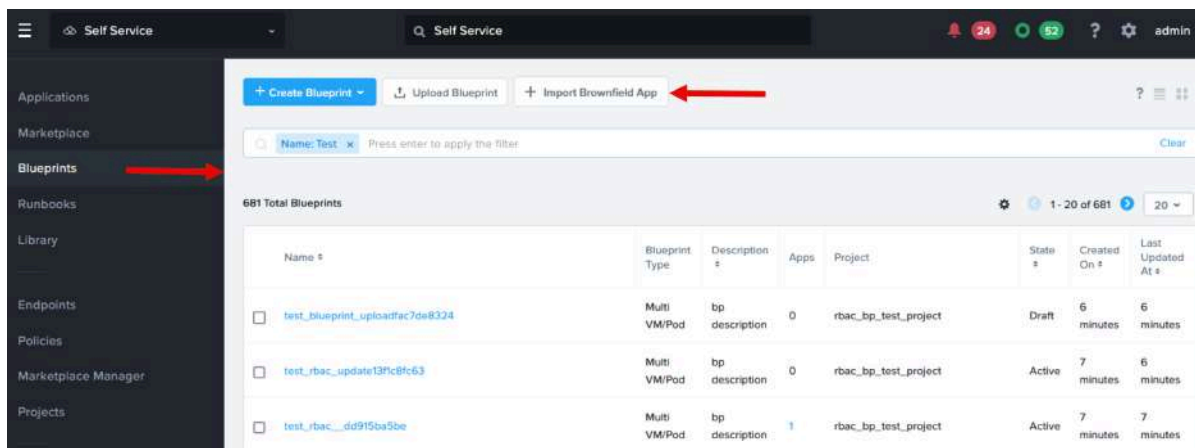 Self Service
Self Service
24
52
?
admin
Applications
Marketplace
Blueprints
Runbooks
Library
Endpoints
Policies
Marketplace Manager
Projects
+ Create Blueprint
Upload Blueprint
+ Import Brownfield App
?
Name: Test x Press enter to apply the filter
Clear
681 Total Blueprints
1 - 20 of 681
20
Name
Blueprint
Type
Description
Apps
Project
State
Created
On
Last
Updated
At
test_blueprint_uploadfac7de8324
Multi
VM/Pod
bp
description
0
rbac_bp_test_project
Draft
6
minutes
6
minutes
test_rbac_update13f1c8fc63
Multi
VM/Pod
bp
description
0
rbac_bp_test_project
Active
7
minutes
6
minutes
test_rbac__dd915ba5be
Multi
VM/Pod
bp
description
1
rbac_bp_test_project
Active
7
minutes
7
minutes